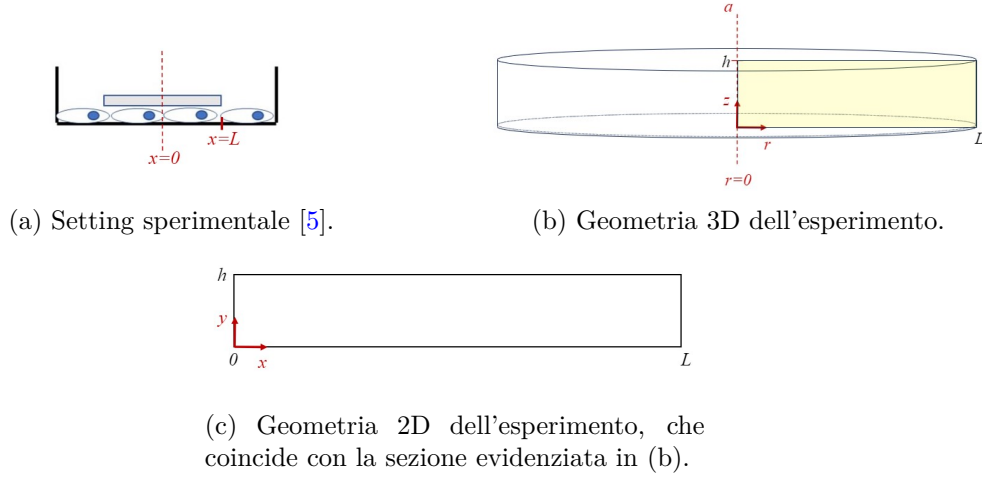 x=0
x=L
(a) Setting sperimentale [5].
a
h
z
r
L
r=0
(b) Geometria 3D dell'esperimento.
h
y
0
x
L
(c) Geometria 2D dell'esperimento, che
coincide con la sezione evidenziata in (b).